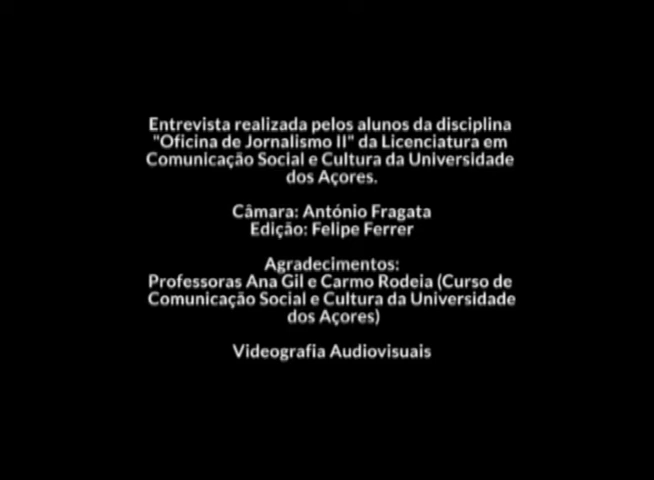 Entrevista realizada pelos alunos da disciplina
"Oficina de Jornalismo II" da Licenciatura em
Comunicação Social e Cultura da Universidade
dos Açores.
Câmara: António Fragata
Edição: Felipe Ferrer
Agradecimentos:
Professoras Ana Gil e Carmo Rodeia (Curso de
Comunicação Social e Cultura da Universidade
dos Açores)
Videografia Audiovisuais